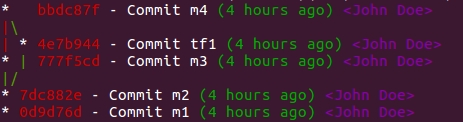 *   bbdc87f - Commit m4 (4 hours ago) <John Doe>
|\
| * 4e7b944 - Commit tf1 (4 hours ago) <John Doe>
* | 777f5cd - Commit m3 (4 hours ago) <John Doe>
|/
* 7dc882e - Commit m2 (4 hours ago) <John Doe>
* 0d9d76d - Commit m1 (4 hours ago) <John Doe>